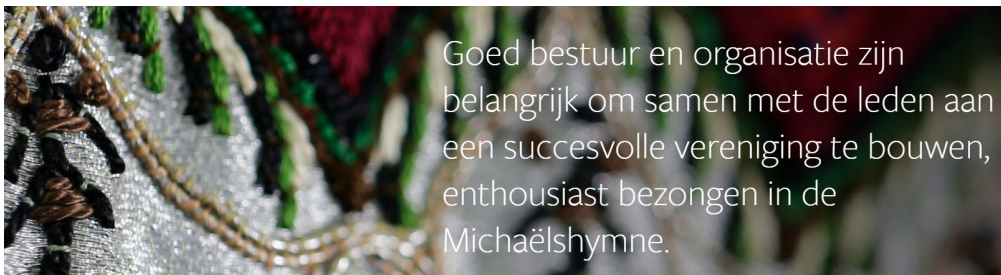 Goed bestuur en organisatie zijn
belangrijk om samen met de leden aan
een succesvolle vereniging te bouwen,
enthousiast bezongen in de
Michaëlshymne.